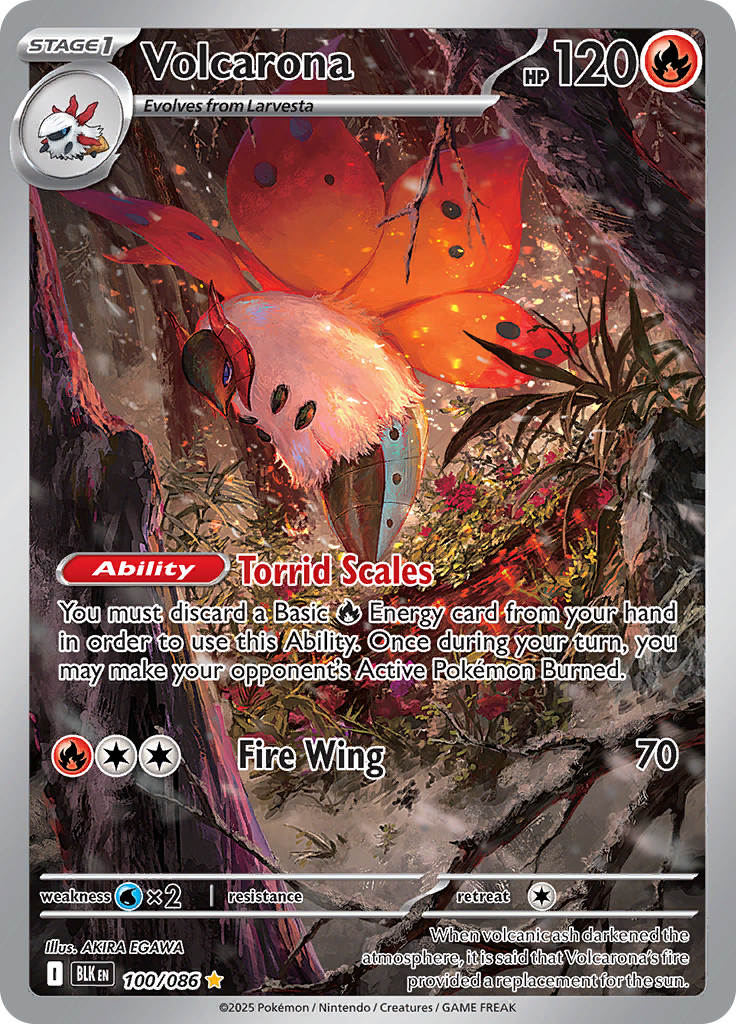 STAGE1
Volcarona
HP 120
Evolves from Larvesta
Ability Torrid Scales
You must discard a Basic Energy card from your hand
in order to use this Ability. Once during your turn, you
may make your opponent's Active Pokémon Burned.
Fire Wing 70
weakness ×2 resistance retreat
Illus. AKIRA EGAWA
I BLK EN 100/086
When volcanic ash darkened the
atmosphere, it is said that Volcarona's fire
provided a replacement for the sun.
©2025 Pokémon / Nintendo / Creatures / GAME FREAK